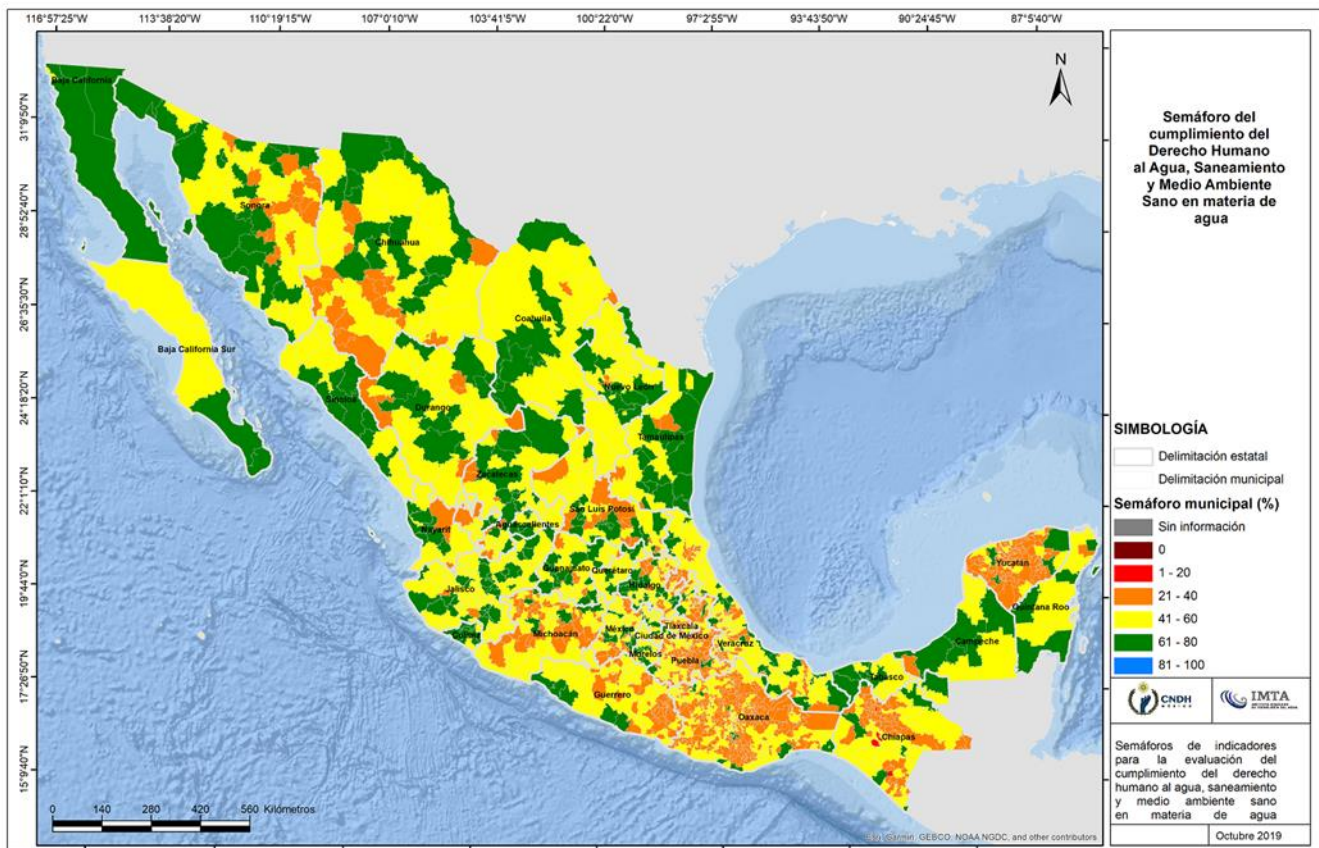 116°57'25"W 113°38'20"W 110°19'15"W 107°0'10"W 103°41'5"W 100°22'0"W 97°2'55"W 93°43'50"W 90°24'45"W 87°5'40"W
31°9'50"N
28°52'40"N
26°35'30"N
24°18'20"N
22°1'10"N
19°44'0"N
17°26'50"N
15°9'40"N
N
Baja California
Sonora
Chihuahua
Coahuila
Baja California Sur
Nuevo León
Sinaloa
Durango
Tamaulipas
Zacatecas
San Luis Potosí
Nayarit
Aguascalientes
Guanajuato
Querétaro
Hidalgo
Jalisco
Yucatán
Quintana Roo
Campeche
Colima
Michoacán
México
Tlaxcala
Ciudad de México
Veracruz
Morelos
Puebla
Tabasco
Guerrero
Oaxaca
Chiapas
0 140 280 420 560 Kilómetros
GEBCO, NOAA NGDC, and other contributors
Semáforo del
cumplimiento del
Derecho Humano
al Agua, Saneamiento
y Medio Ambiente
Sano en materia de
agua
SIMBOLOGÍA
Delimitación estatal
Delimitación municipal
Semáforo municipal (%)
Sin información
0
1 - 20
21 - 40
41 - 60
61 - 80
81 - 100
CNDH
MÉXICO
IMTA
Semáforos de indicadores
para la evaluación del
cumplimiento del derecho
humano al agua, saneamiento
y medio ambiente sano
en materia de agua
Octubre 2019